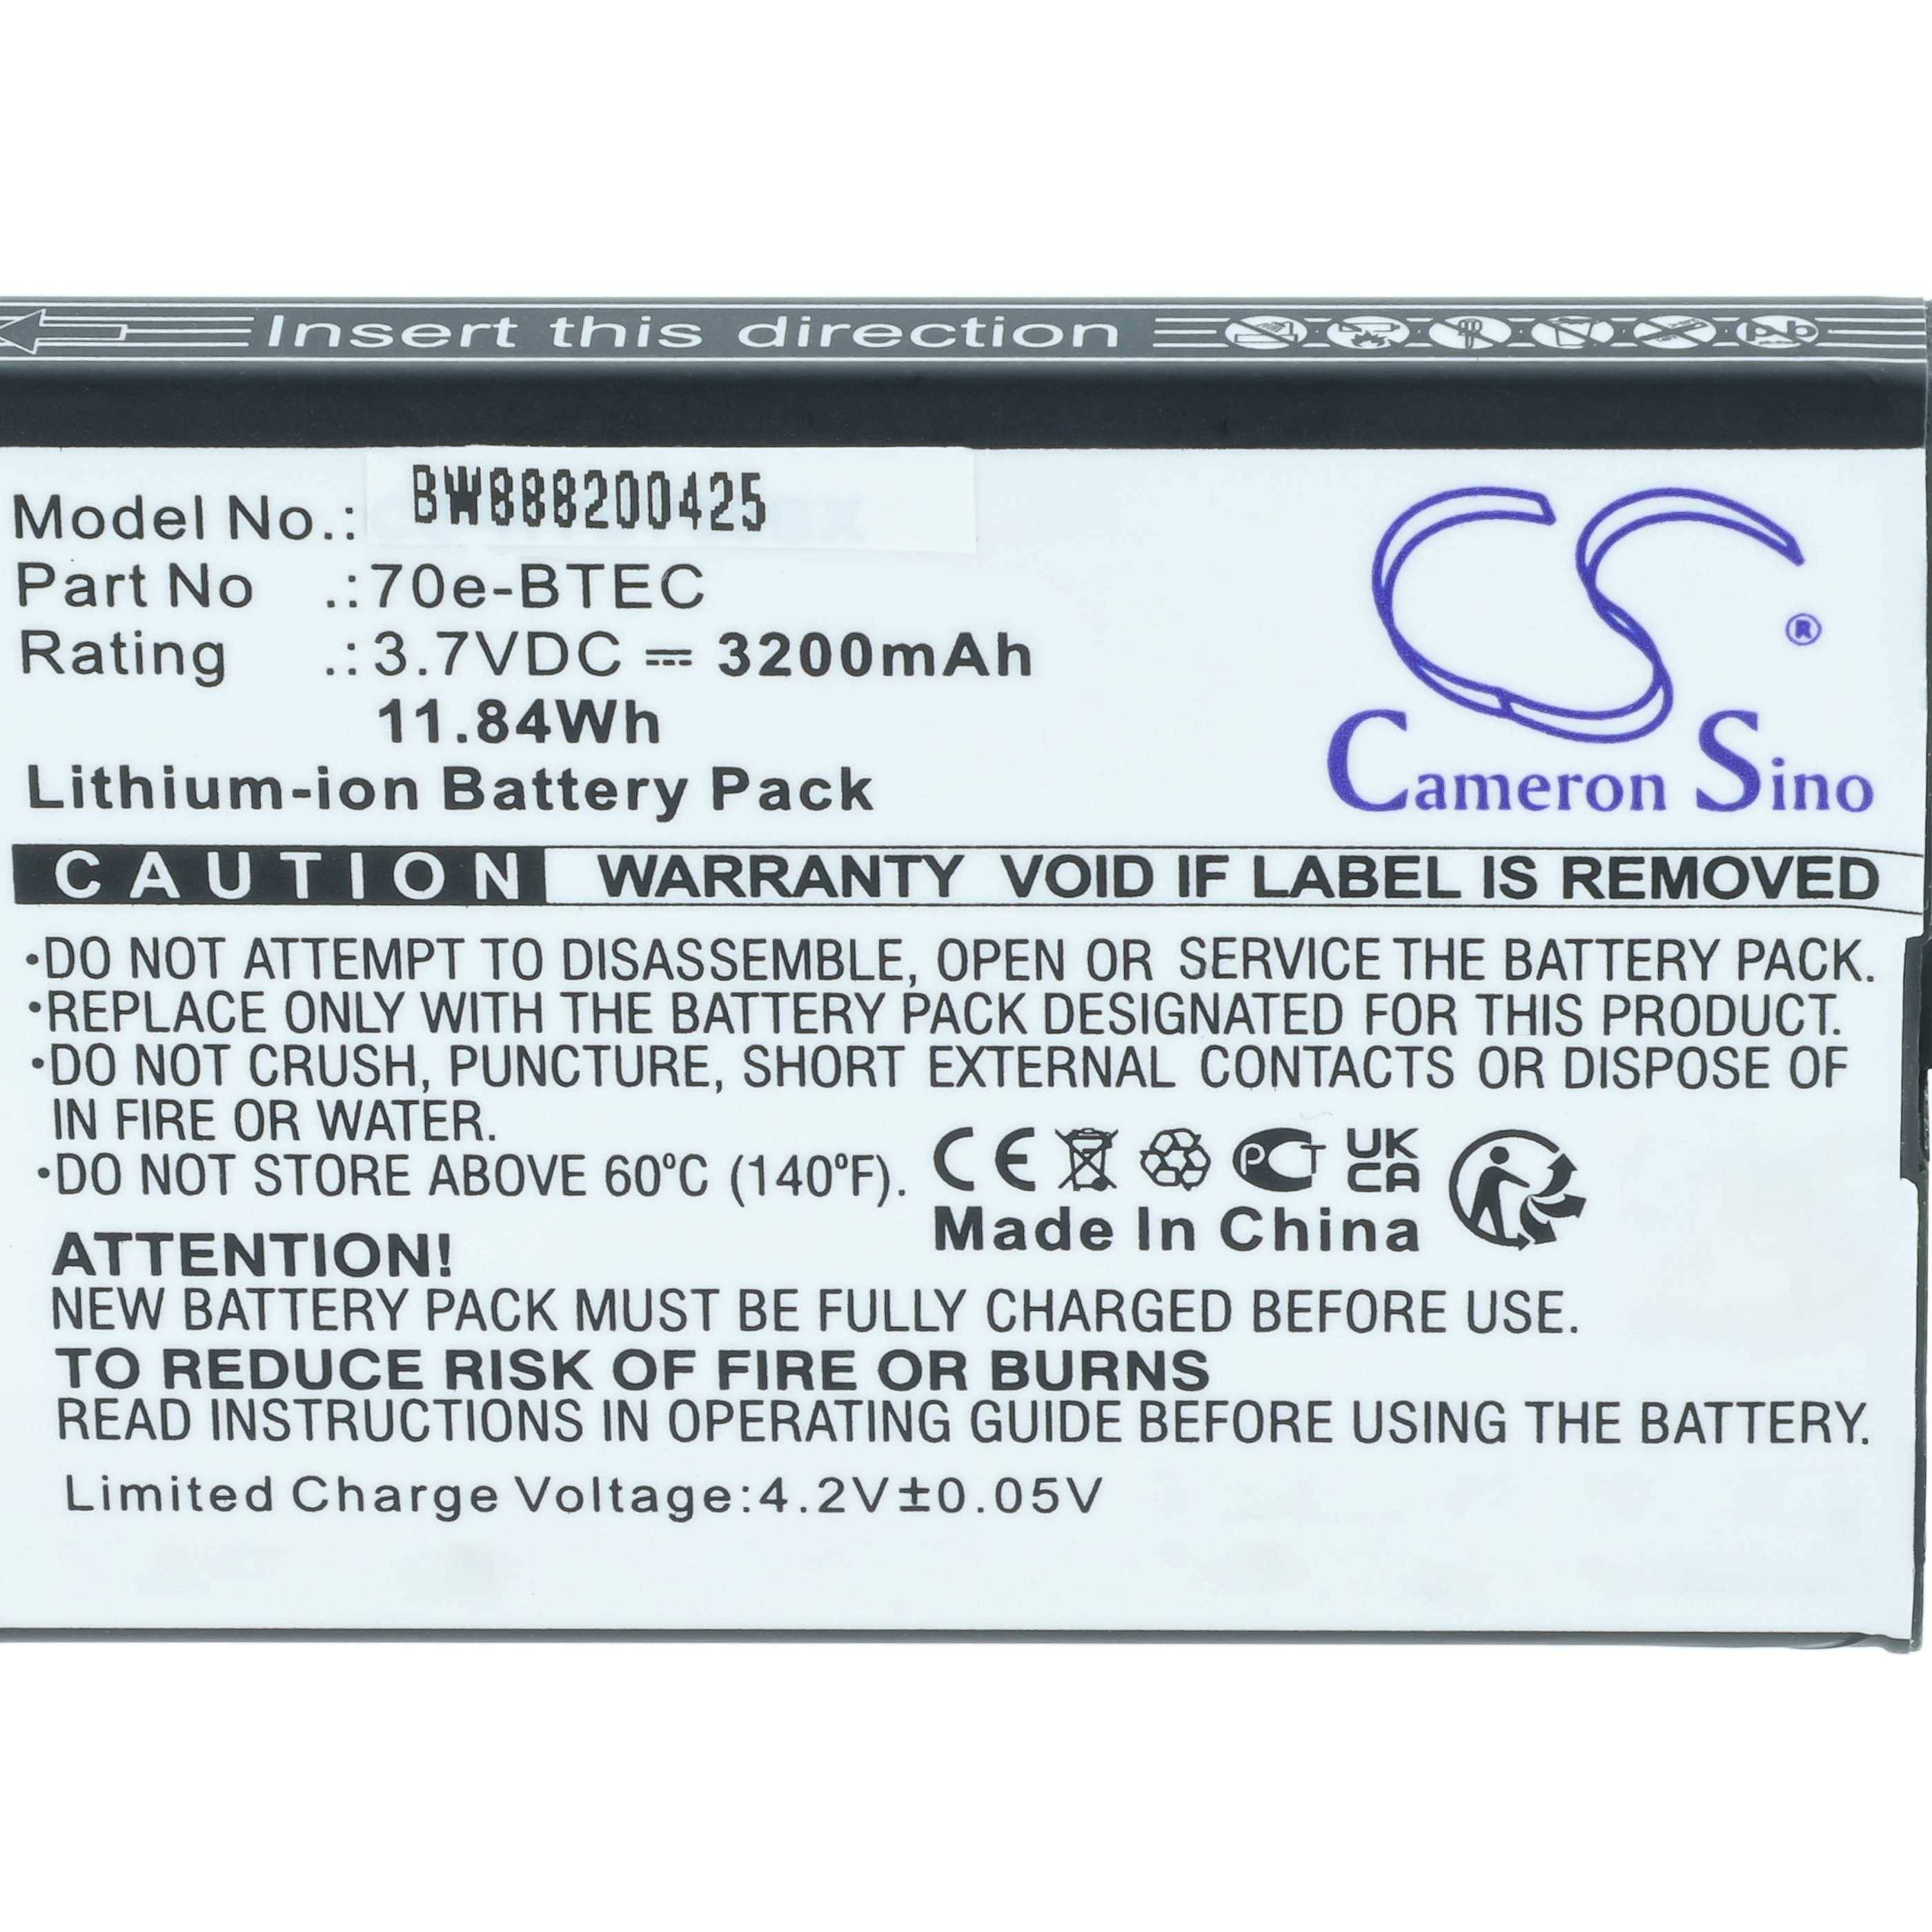 Insert this direction
Model No.: BW888200425
Part No .: 70e-BTEC
Rating .: 3.7VDC ⎓ 3200mAh
11.84Wh
Lithium-ion Battery Pack
CS ®
Cameron Sino
CAUTION WARRANTY VOID IF LABEL IS REMOVED
•DO NOT ATTEMPT TO DISASSEMBLE, OPEN OR SERVICE THE BATTERY PACK.
•REPLACE ONLY WITH THE BATTERY PACK DESIGNATED FOR THIS PRODUCT.
•DO NOT CRUSH, PUNCTURE, SHORT EXTERNAL CONTACTS OR DISPOSE OF
IN FIRE OR WATER.
•DO NOT STORE ABOVE 60ºC (140ºF).
CE PCT UK
CA
Made In China
ATTENTION!
NEW BATTERY PACK MUST BE FULLY CHARGED BEFORE USE.
TO REDUCE RISK OF FIRE OR BURNS
READ INSTRUCTIONS IN OPERATING GUIDE BEFORE USING THE BATTERY.
Limited Charge Voltage:4.2V±0.05V